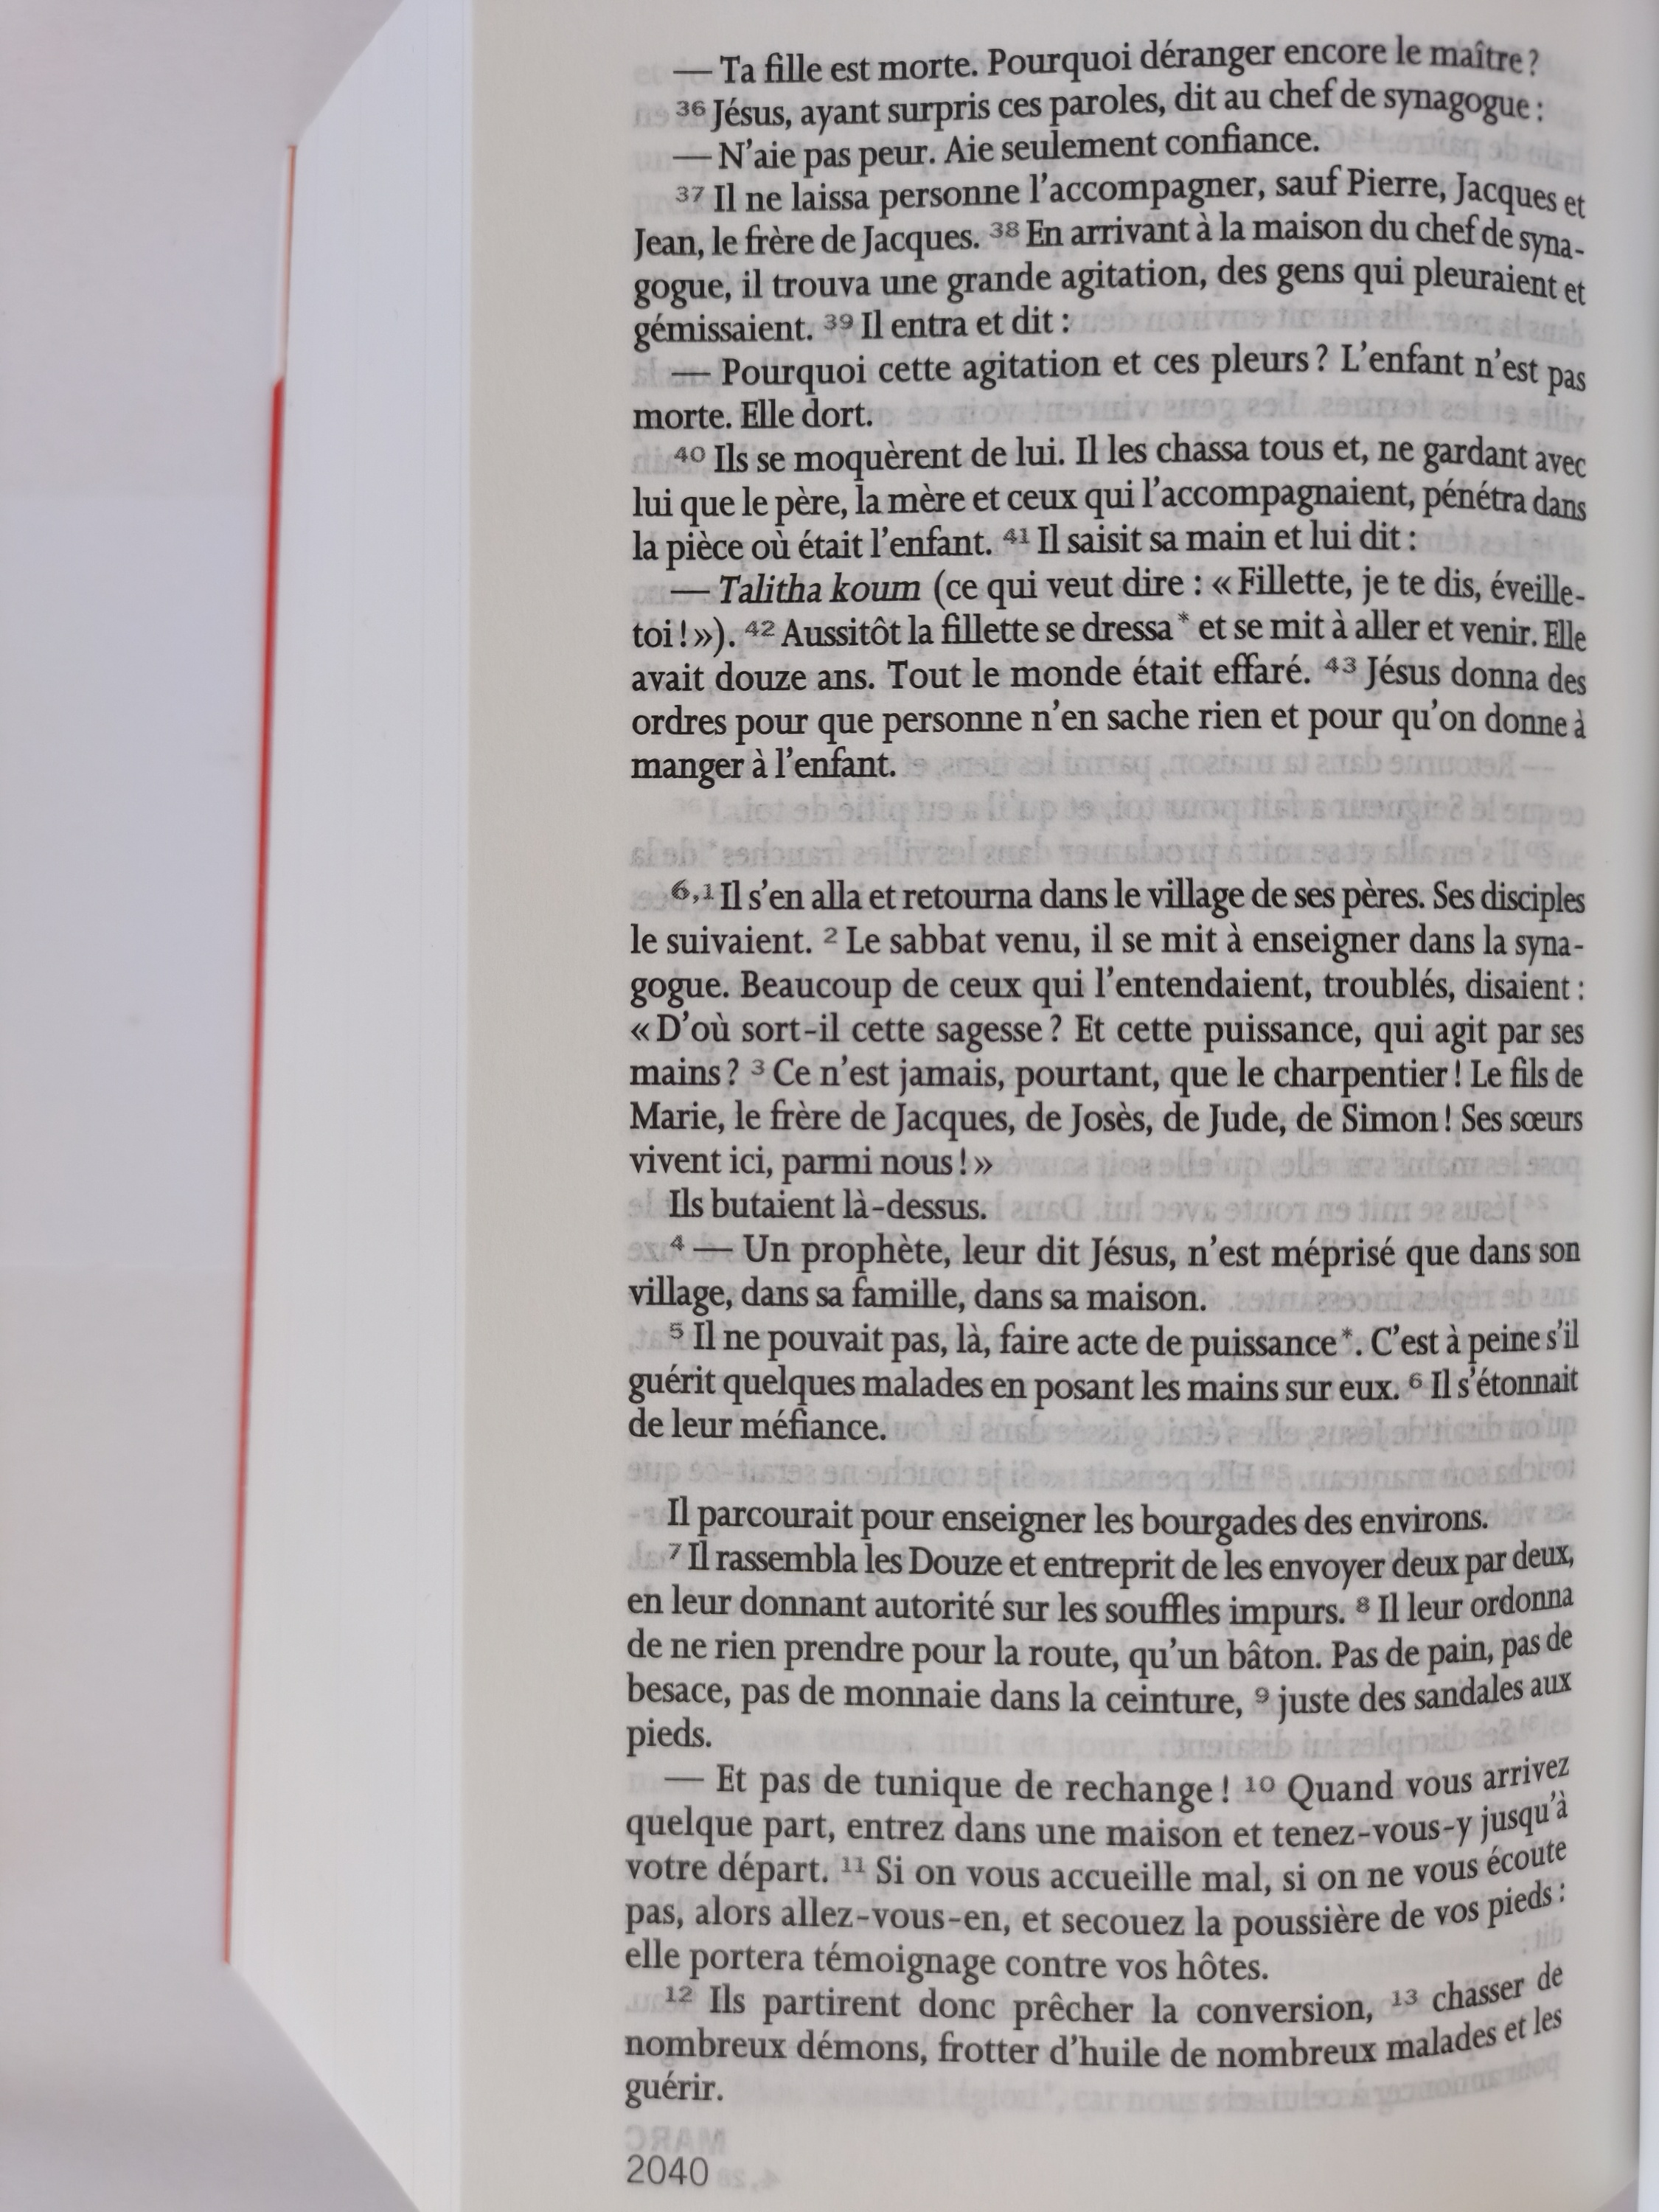 — Ta fille est morte. Pourquoi déranger encore le maître ?
36 Jésus, ayant surpris ces paroles, dit au chef de synagogue :
— N'aie pas peur. Aie seulement confiance.
37 Il ne laissa personne l'accompagner, sauf Pierre, Jacques et
Jean, le frère de Jacques. 38 En arrivant à la maison du chef de syna-
gogue, il trouva une grande agitation, des gens qui pleuraient et
gémissaient. 39 Il entra et dit :
— Pourquoi cette agitation et ces pleurs ? L'enfant n'est pas
morte. Elle dort.
40 Ils se moquèrent de lui. Il les chassa tous et, ne gardant avec
lui que le père, la mère et ceux qui l'accompagnaient, pénétra dans
la pièce où était l'enfant. 41 Il saisit sa main et lui dit :
— Talitha koum (ce qui veut dire : « Fillette, je te dis, éveille-
toi ! »). 42 Aussitôt la fillette se dressa* et se mit à aller et venir. Elle
avait douze ans. Tout le monde était effaré. 43 Jésus donna des
ordres pour que personne n'en sache rien et pour qu'on donne à
manger à l'enfant.
6,1 Il s'en alla et retourna dans le village de ses pères. Ses disciples
le suivaient. 2 Le sabbat venu, il se mit à enseigner dans la syna-
gogue. Beaucoup de ceux qui l'entendaient, troublés, disaient :
« D'où sort-il cette sagesse ? Et cette puissance, qui agit par ses
mains ? 3 Ce n'est jamais, pourtant, que le charpentier ! Le fils de
Marie, le frère de Jacques, de Josès, de Jude, de Simon ! Ses sœurs
vivent ici, parmi nous ! »
Ils butaient là-dessus.
4 — Un prophète, leur dit Jésus, n'est méprisé que dans son
village, dans sa famille, dans sa maison.
5 Il ne pouvait pas, là, faire acte de puissance*. C'est à peine s'il
guérit quelques malades en posant les mains sur eux. 6 Il s'étonnait
de leur méfiance.
Il parcourait pour enseigner les bourgades des environs.
7 Il rassembla les Douze et entreprit de les envoyer deux par deux,
en leur donnant autorité sur les souffles impurs. 8 Il leur ordonna
de ne rien prendre pour la route, qu'un bâton. Pas de pain, pas de
besace, pas de monnaie dans la ceinture, 9 juste des sandales aux
pieds.
— Et pas de tunique de rechange ! 10 Quand vous arrivez
quelque part, entrez dans une maison et tenez-vous-y jusqu'à
votre départ. 11 Si on vous accueille mal, si on ne vous écoute
pas, alors allez-vous-en, et secouez la poussière de vos pieds :
elle portera témoignage contre vos hôtes.
12 Ils partirent donc prêcher la conversion, 13 chasser de
nombreux démons, frotter d'huile de nombreux malades et les
guérir.
2040